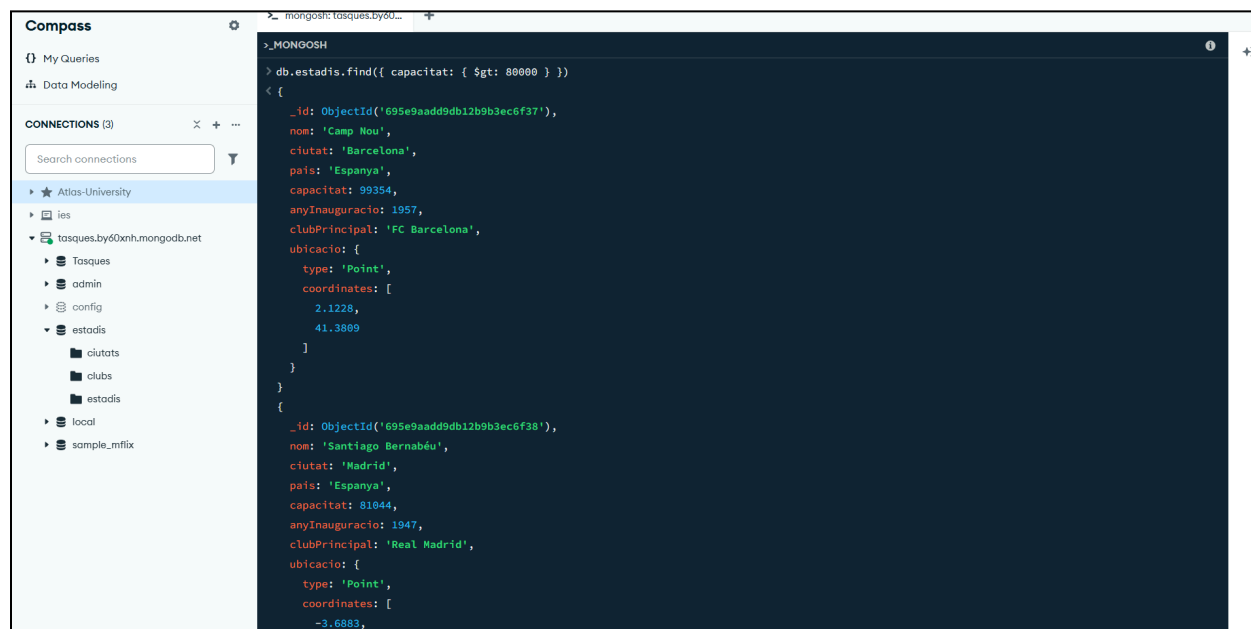 Compass
{} My Queries
Data Modeling
CONNECTIONS (3)
Search connections
Atlas-University
ies
tasques.by60xnh.mongodb.net
Tasques
admin
config
estadis
ciutats
clubs
estadis
local
sample_mflix
>_ mongosh: tasques.by60... +
>_MONGOSH
> db.estadis.find({ capacitat: { $gt: 80000 } })
< {
_id: ObjectId('695e9aadd9db12b9b3ec6f37'),
nom: 'Camp Nou',
ciutat: 'Barcelona',
pais: 'Espanya',
capacitat: 99354,
anyInauguracio: 1957,
clubPrincipal: 'FC Barcelona',
ubicacio: {
type: 'Point',
coordinates: [
2.1228,
41.3809
]
}
}
{
_id: ObjectId('695e9aadd9db12b9b3ec6f38'),
nom: 'Santiago Bernabéu',
ciutat: 'Madrid',
pais: 'Espanya',
capacitat: 81044,
anyInauguracio: 1947,
clubPrincipal: 'Real Madrid',
ubicacio: {
type: 'Point',
coordinates: [
-3.6883,